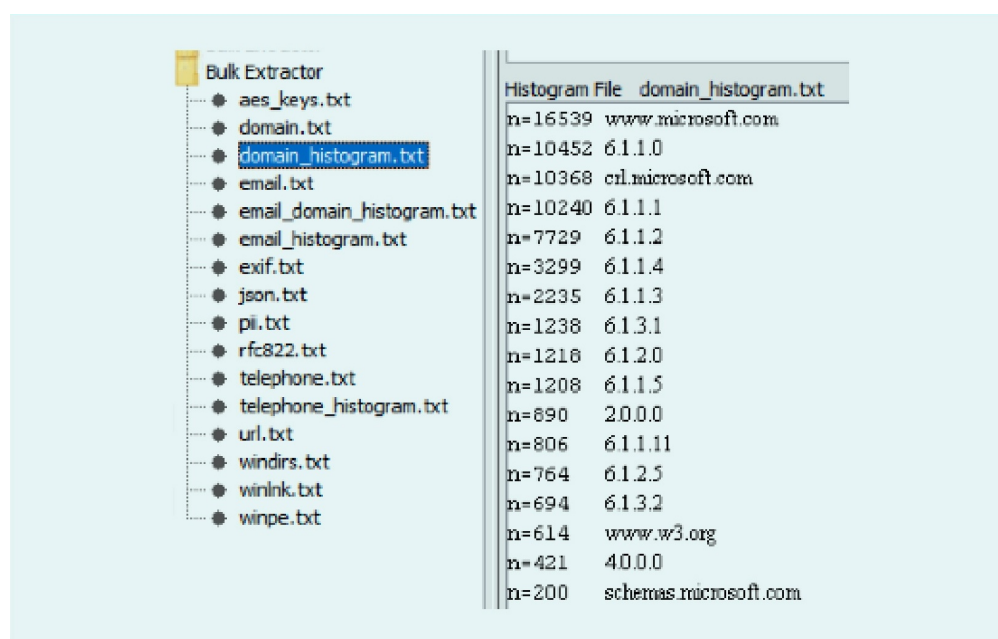 Bulk Extractor
aes_keys.txt
domain.txt
domain_histogram.txt
email.txt
email_domain_histogram.txt
email_histogram.txt
exif.txt
json.txt
pii.txt
rfc822.txt
telephone.txt
telephone_histogram.txt
url.txt
windirs.txt
winlnk.txt
winpe.txt
Histogram File domain_histogram.txt
n=16539 www.microsoft.com
n=10452 6.1.1.0
n=10368 crl.microsoft.com
n=10240 6.1.1.1
n=7729 6.1.1.2
n=3299 6.1.1.4
n=2235 6.1.1.3
n=1238 6.1.3.1
n=1218 6.1.2.0
n=1208 6.1.1.5
n=890 2.0.0.0
n=806 6.1.1.11
n=764 6.1.2.5
n=694 6.1.3.2
n=614 www.w3.org
n=421 4.0.0.0
n=200 schemas.microsoft.com